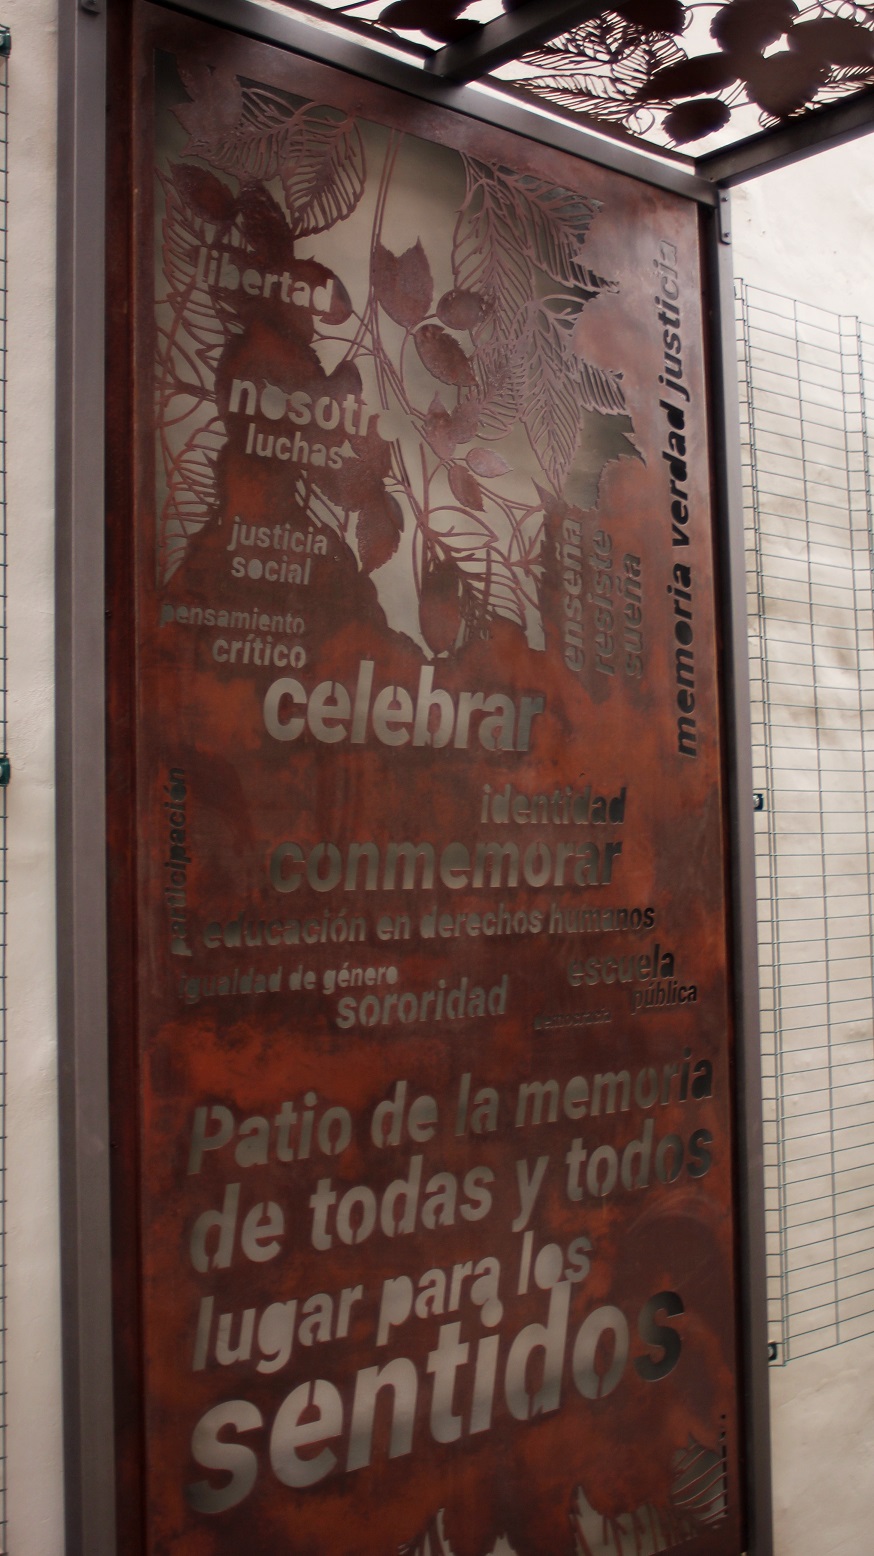 libertad
nosotr
luchas
justicia
social
pensamiento
crítico
enseña
resiste
sueña
memoria verdad justicia
celebrar
participación
identidad
conmemorar
educación en derechos humanos
igualdad de género
escuela
pública
sororidad
democracia
Patio de la memoria
de todas y todos
lugar para los
sentidos